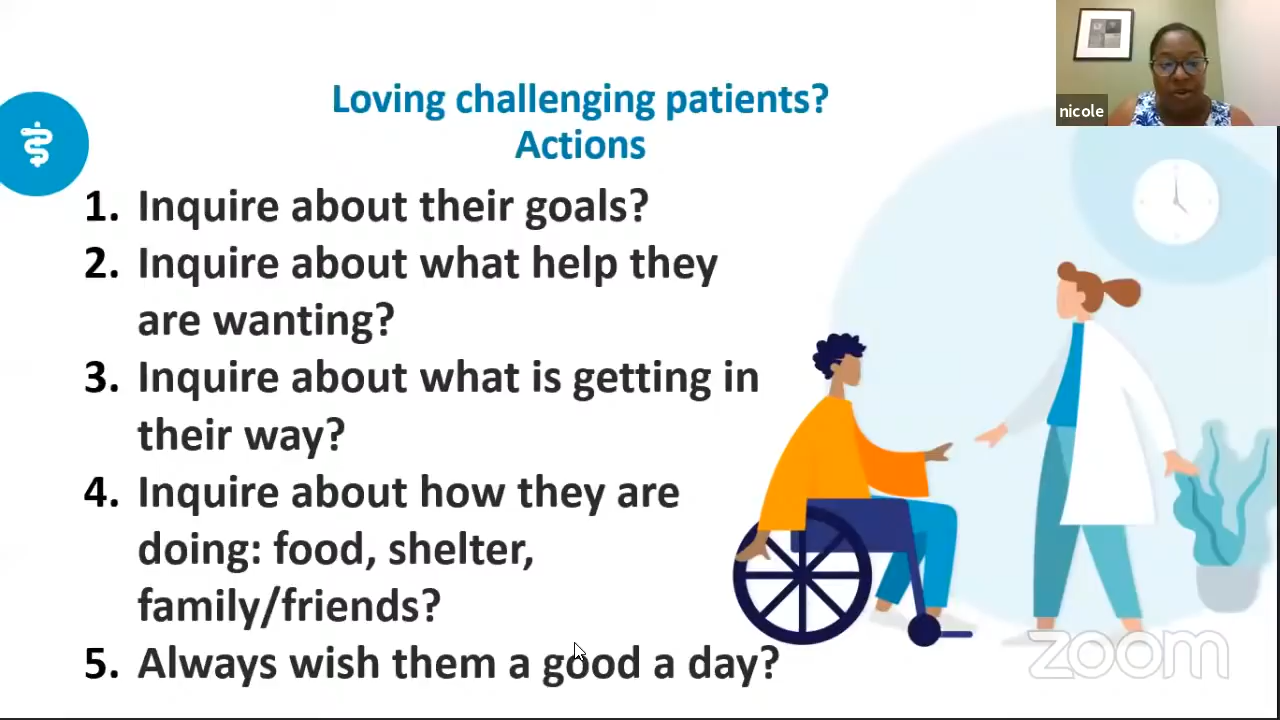 Loving challenging patients?
Actions
nicole
1. Inquire about their goals?
2. Inquire about what help they
are wanting?
3. Inquire about what is getting in
their way?
4. Inquire about how they are
doing: food, shelter,
family/friends?
5. Always wish them a good a day?
zoom